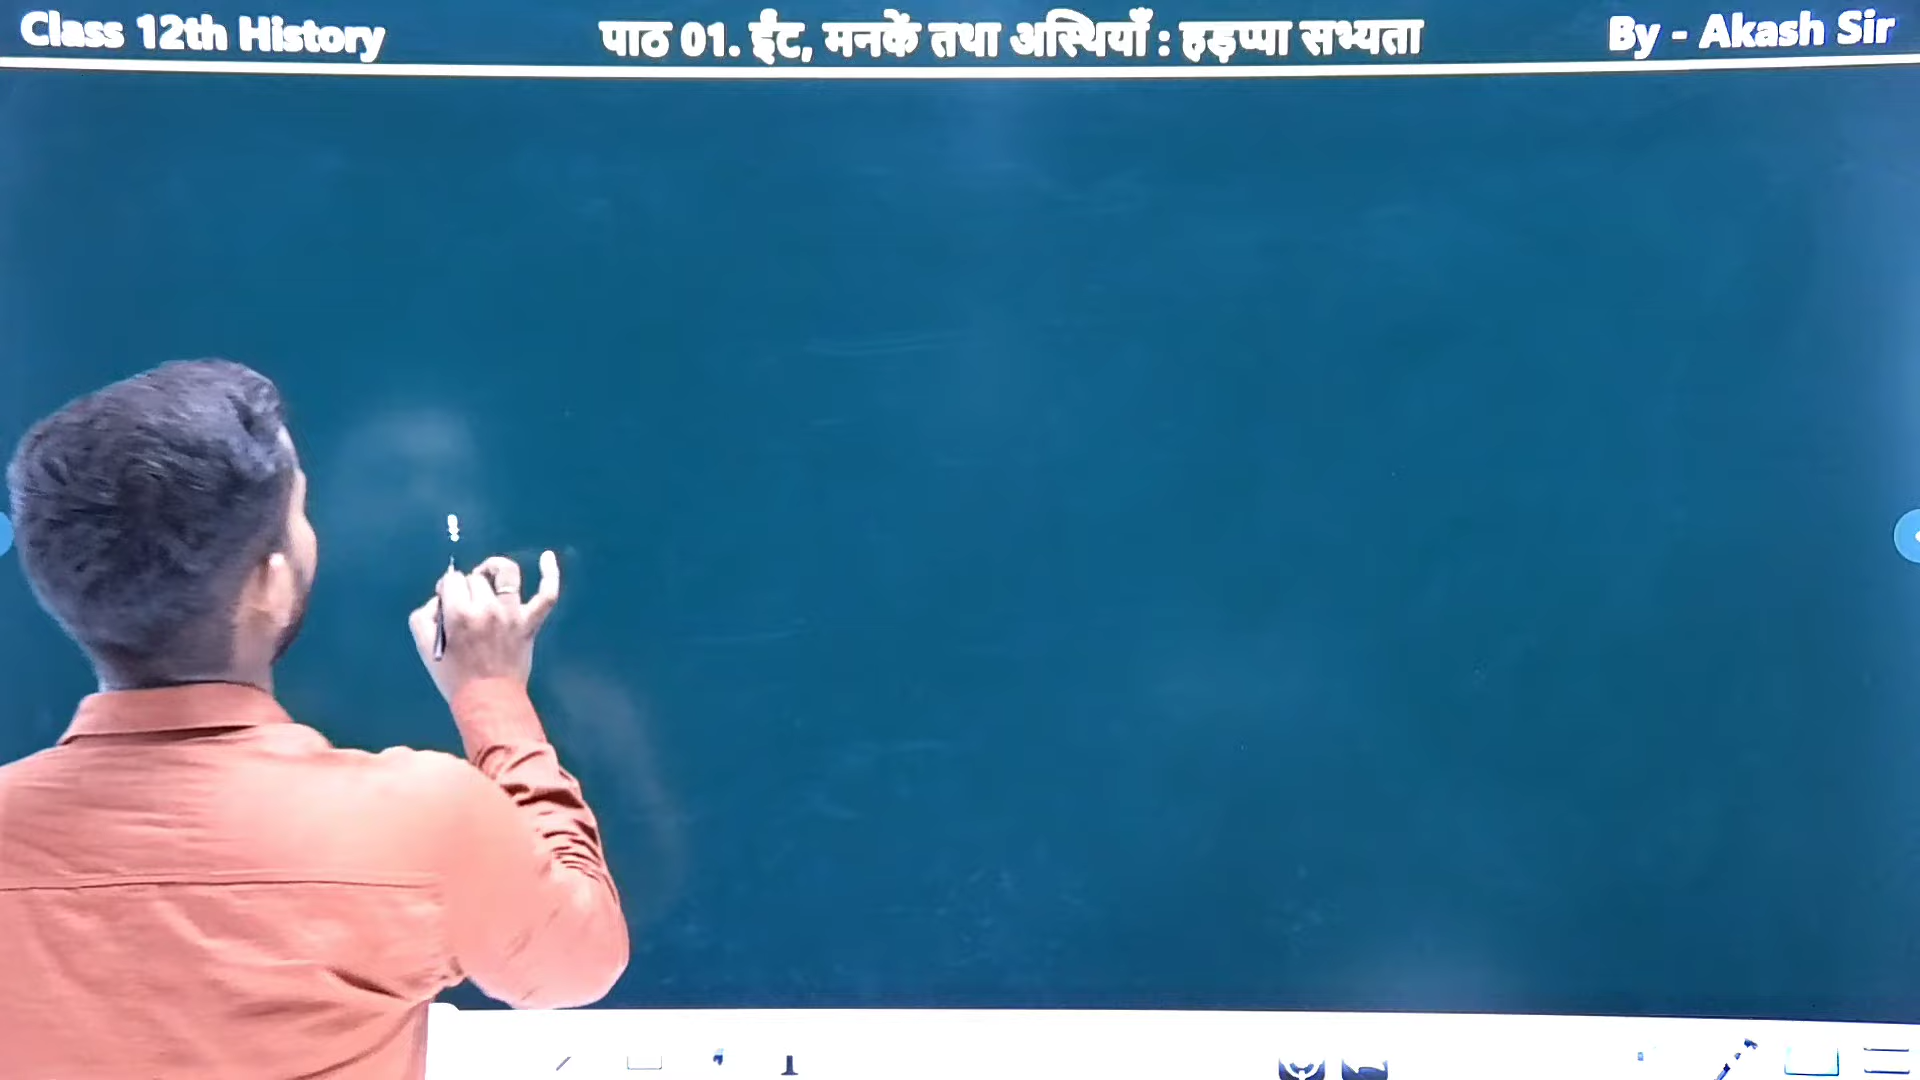 Class 12th History
पाठ 01. ईंट, मनकें तथा अस्थियाँ : हड़प्पा सभ्यता
By - Akash Sir